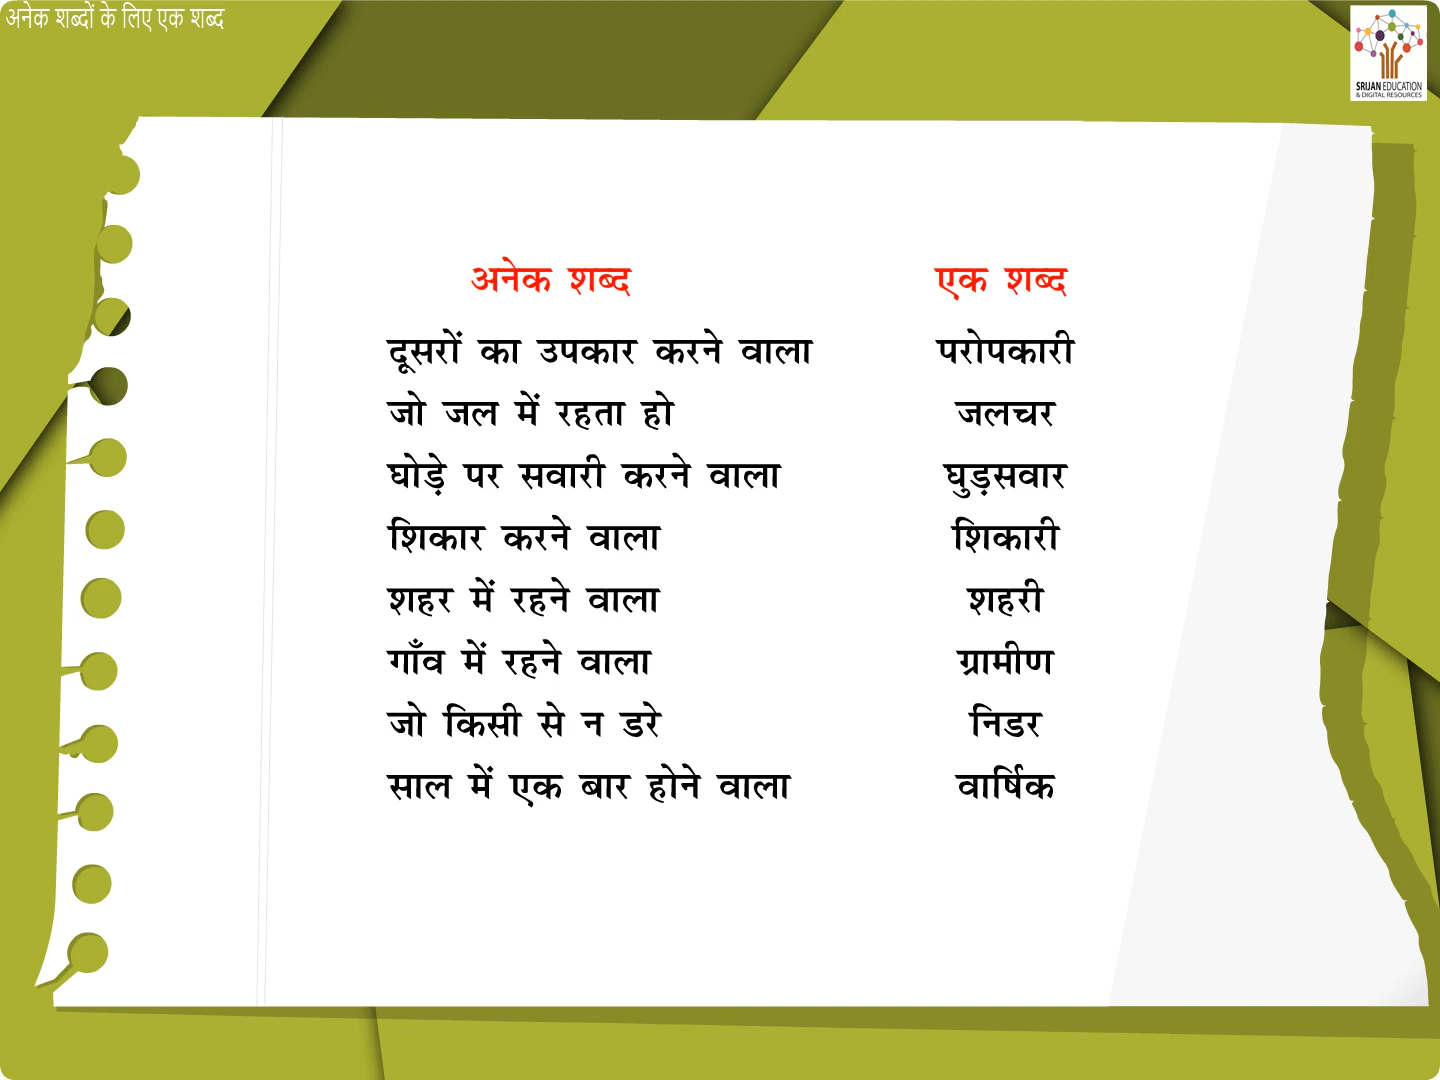 अनेक शब्दों के लिए एक शब्द
SRIJAN EDUCATION
& DIGITAL RESOURCES
अनेक शब्द एक शब्द
दूसरों का उपकार करने वाला परोपकारी
जो जल में रहता हो जलचर
घोड़े पर सवारी करने वाला घुड़सवार
शिकार करने वाला शिकारी
शहर में रहने वाला शहरी
गाँव में रहने वाला ग्रामीण
जो किसी से न डरे निडर
साल में एक बार होने वाला वार्षिक